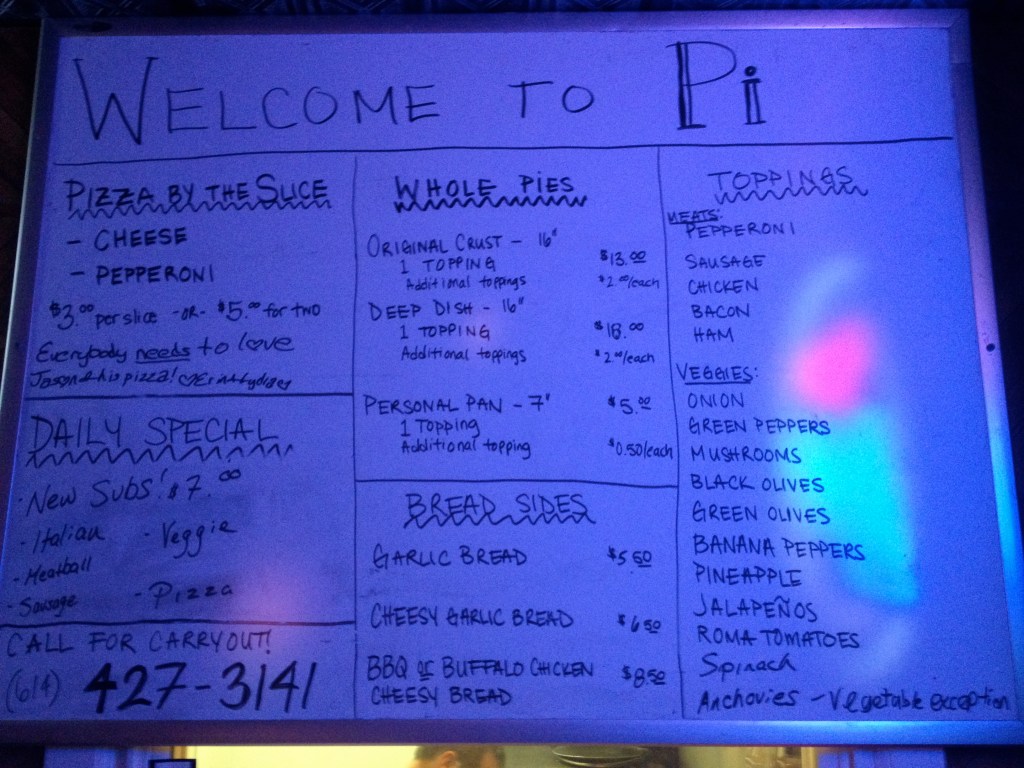 WELCOME TO Pi
PIZZA BY THE SLICE
- CHEESE
- PEPPERONI
$3.00 per slice -OR- $5.00 for two
Everybody needs to love
Jason & his pizza!
DAILY SPECIAL
New Subs! $7.00
- Italian - Veggie
- Meatball
- Sausage - Pizza
CALL FOR CARRYOUT!
(614) 427-3141
WHOLE PIES
ORIGINAL CRUST - 16"
1 TOPPING $13.00
Additional toppings $2.00/each
DEEP DISH - 16"
1 TOPPING $18.00
Additional toppings $2.00/each
PERSONAL PAN - 7" $5.00
1 Topping
Additional topping $0.50/each
BREAD SIDES
GARLIC BREAD $5.50
CHEESY GARLIC BREAD $6.50
BBQ or BUFFALO CHICKEN $8.50
CHEESY BREAD
TOPPINGS
MEATS:
PEPPERONI
SAUSAGE
CHICKEN
BACON
HAM
VEGGIES:
ONION
GREEN PEPPERS
MUSHROOMS
BLACK OLIVES
GREEN OLIVES
BANANA PEPPERS
PINEAPPLE
JALAPEÑOS
ROMA TOMATOES
Spinach
Anchovies - Vegetable exception